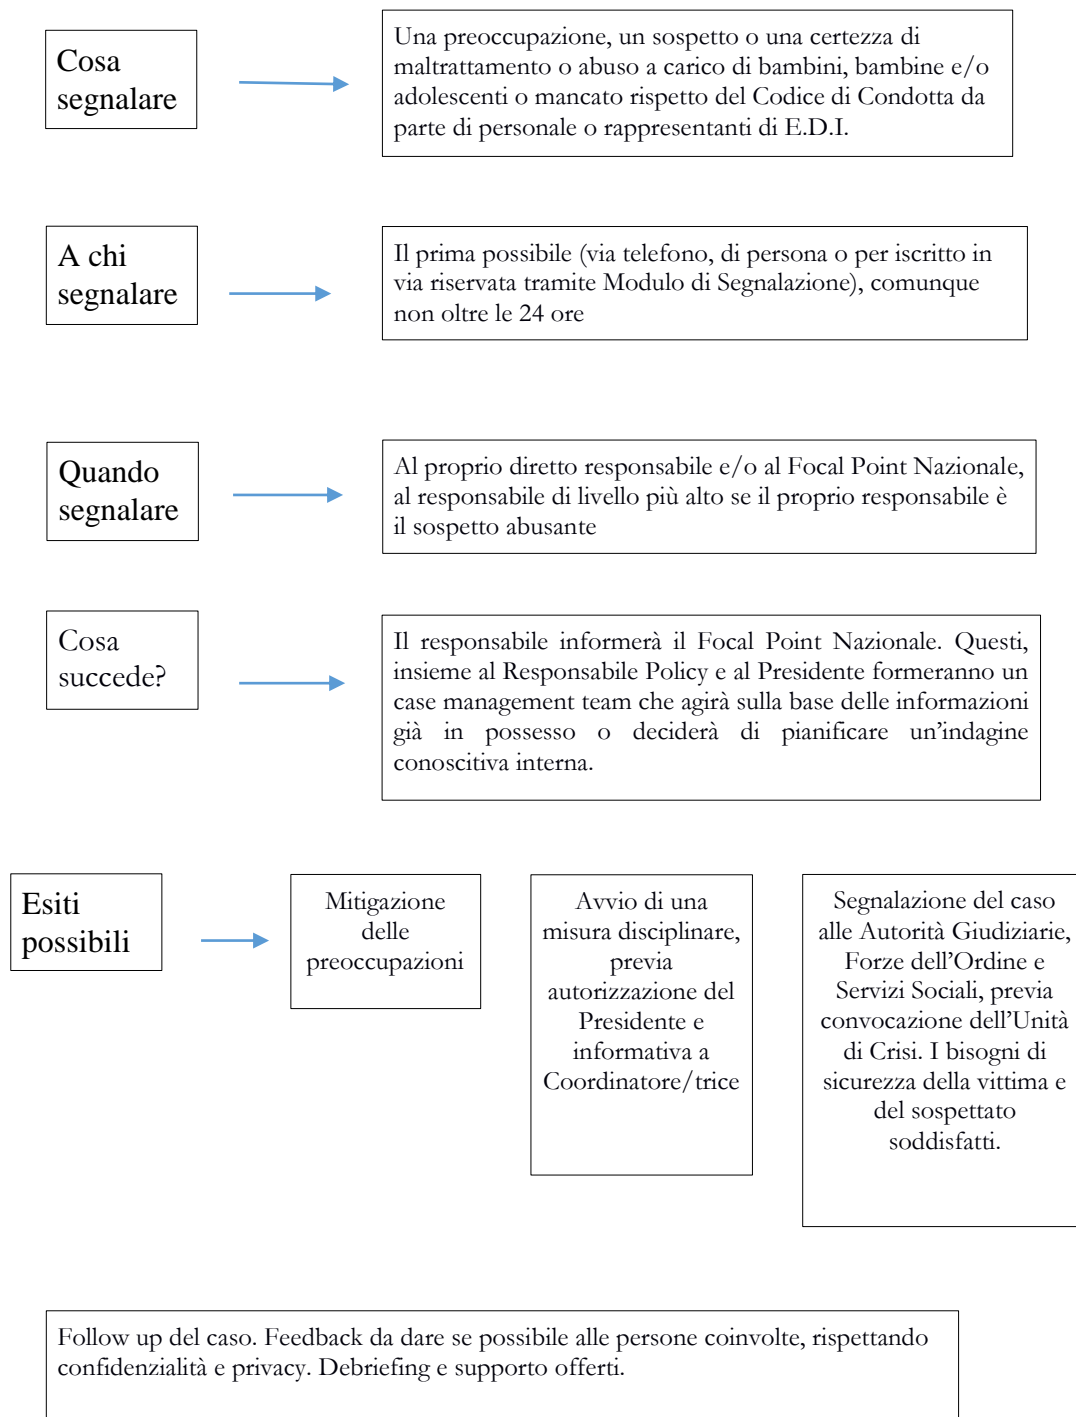 Cosa
segnalare
Una preoccupazione, un sospetto o una certezza di
maltrattamento o abuso a carico di bambini, bambine e/o
adolescenti o mancato rispetto del Codice di Condotta da
parte di personale o rappresentanti di E.D.I.
A chi
segnalare
Il prima possibile (via telefono, di persona o per iscritto in
via riservata tramite Modulo di Segnalazione), comunque
non oltre le 24 ore
Quando
segnalare
Al proprio diretto responsabile e/o al Focal Point Nazionale,
al responsabile di livello più alto se il proprio responsabile è
il sospetto abusante
Cosa
succede?
Il responsabile informerà il Focal Point Nazionale. Questi,
insieme al Responsabile Policy e al Presidente formeranno un
case management team che agirà sulla base delle informazioni
già in possesso o deciderà di pianificare un'indagine
conoscitiva interna.
Esiti
possibili
Mitigazione
delle
preoccupazioni
Avvio di una
misura disciplinare,
previa
autorizzazione del
Presidente e
informativa a
Coordinatore/trice
Segnalazione del caso
alle Autorità Giudiziarie,
Forze dell'Ordine e
Servizi Sociali, previa
convocazione dell'Unità
di Crisi. I bisogni di
sicurezza della vittima e
del sospettato
soddisfatti.
Follow up del caso. Feedback da dare se possibile alle persone coinvolte, rispettando
confidenzialità e privacy. Debriefing e supporto offerti.